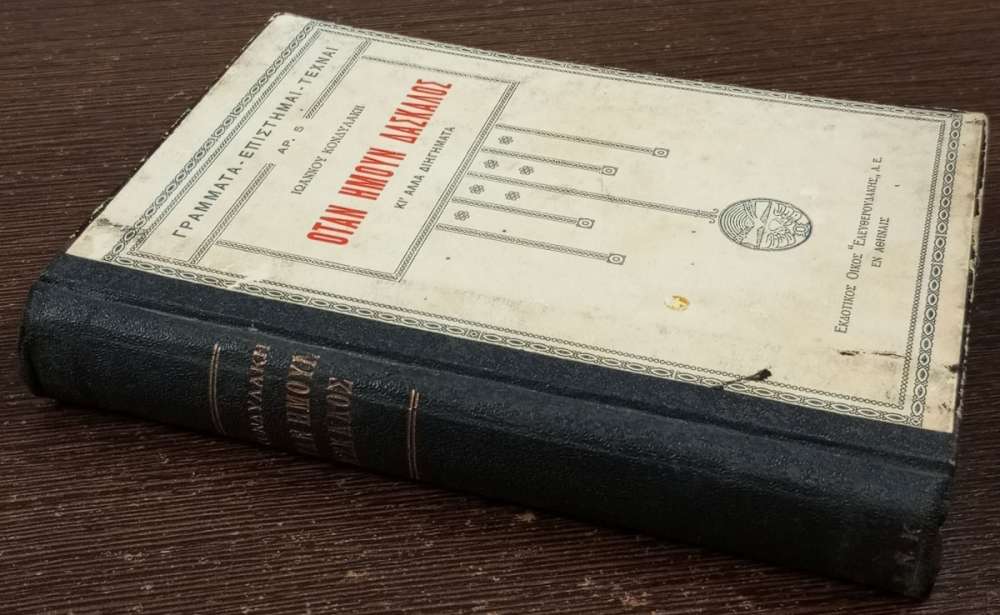 ΓΡΑΜΜΑΤΑ-ΕΠΙΣΤΗΜΑΙ-ΤΕΧΝΑΙ
ΑΡ. 5
ΙΩΑΝΝΟΥ ΚΟΝΔΥΛΑΚΗ
ΟΤΑΝ ΗΜΟΥΝ ΔΑΣΚΑΛΟΣ
ΚΙ' ΑΛΛΑ ΔΙΗΓΗΜΑΤΑ
ΕΚΔΟΤΙΚΟΣ ΟΙΚΟΣ "ΕΛΕΥΘΕΡΟΥΔΑΚΗΣ„ Α. Ε.
ΕΝ ΑΘΗΝΑΙΣ